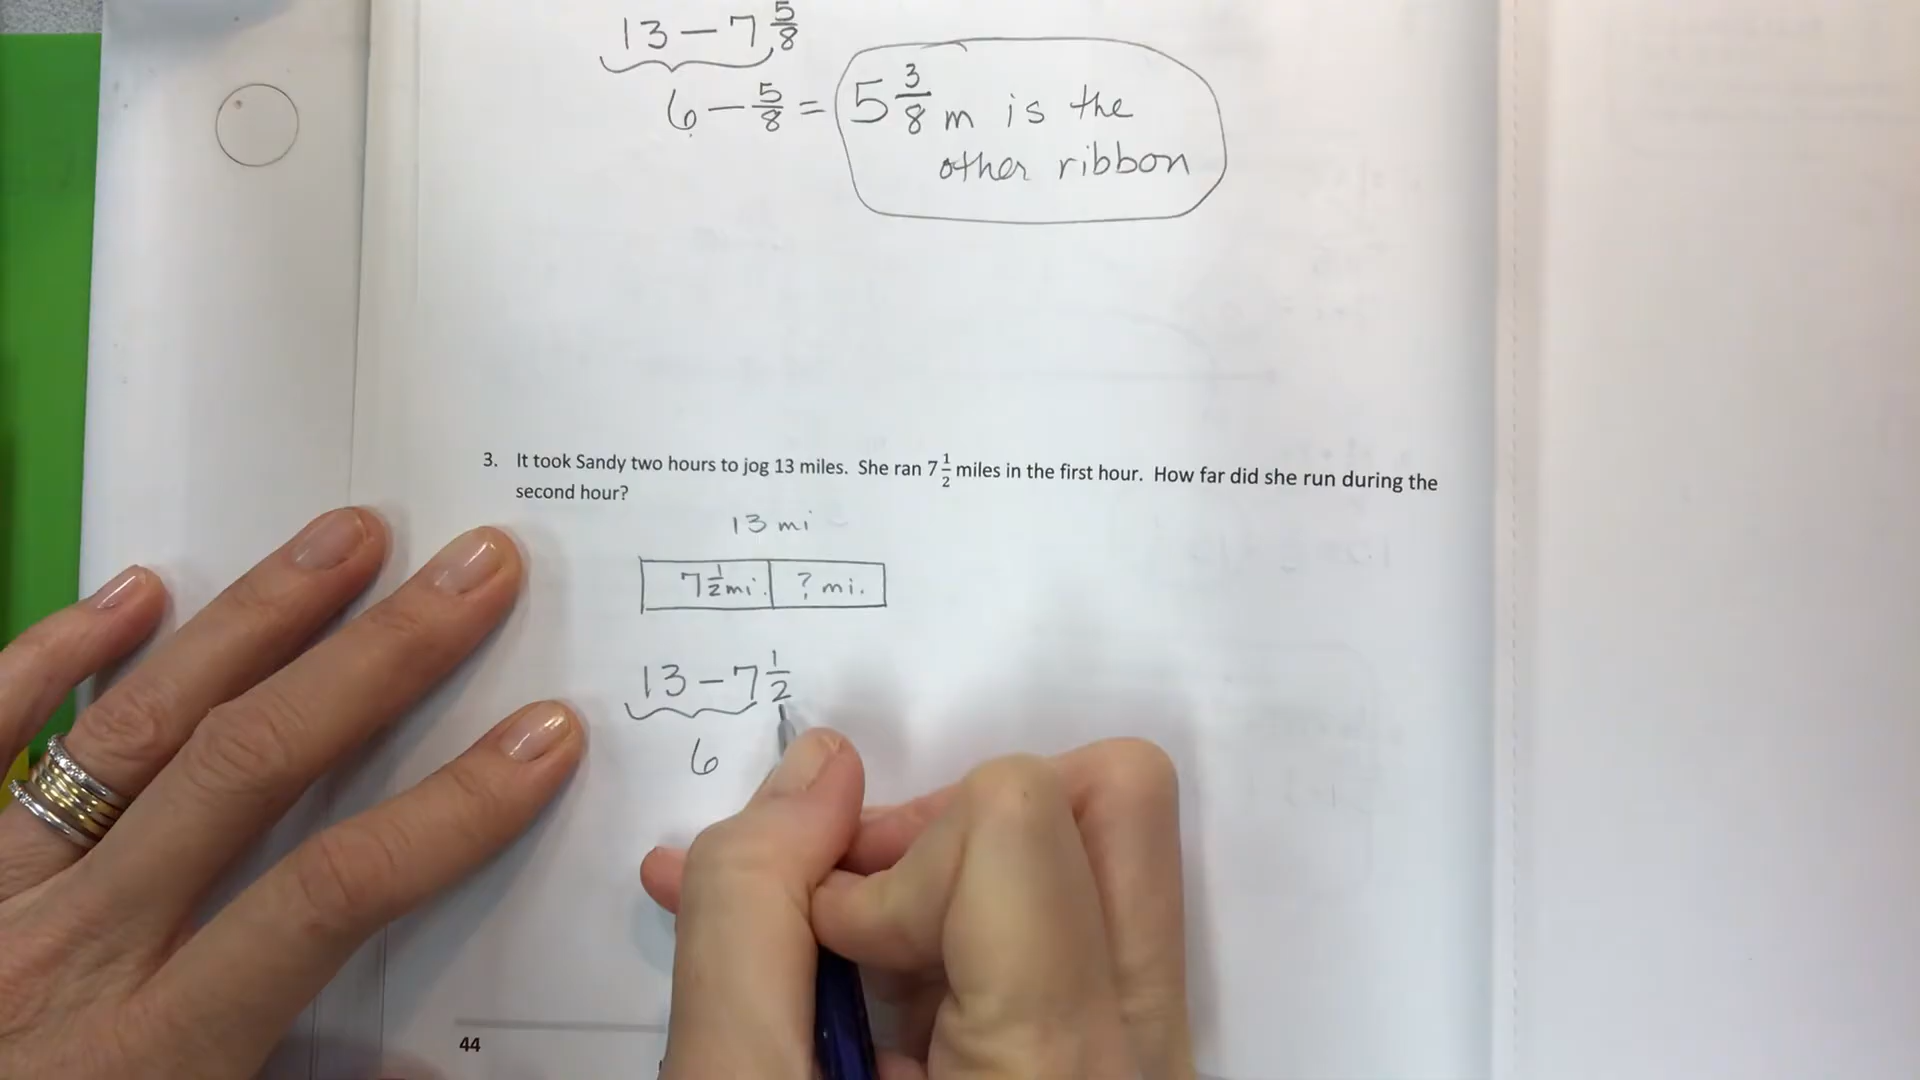 13 - 7 5/8
6 - 5/8 = 5 3/8 m is the
other ribbon
3. It took Sandy two hours to jog 13 miles. She ran 7 1/2 miles in the first hour. How far did she run during the
second hour?
13 mi
7 1/2 mi. ? mi.
13 - 7 1/2
6
44